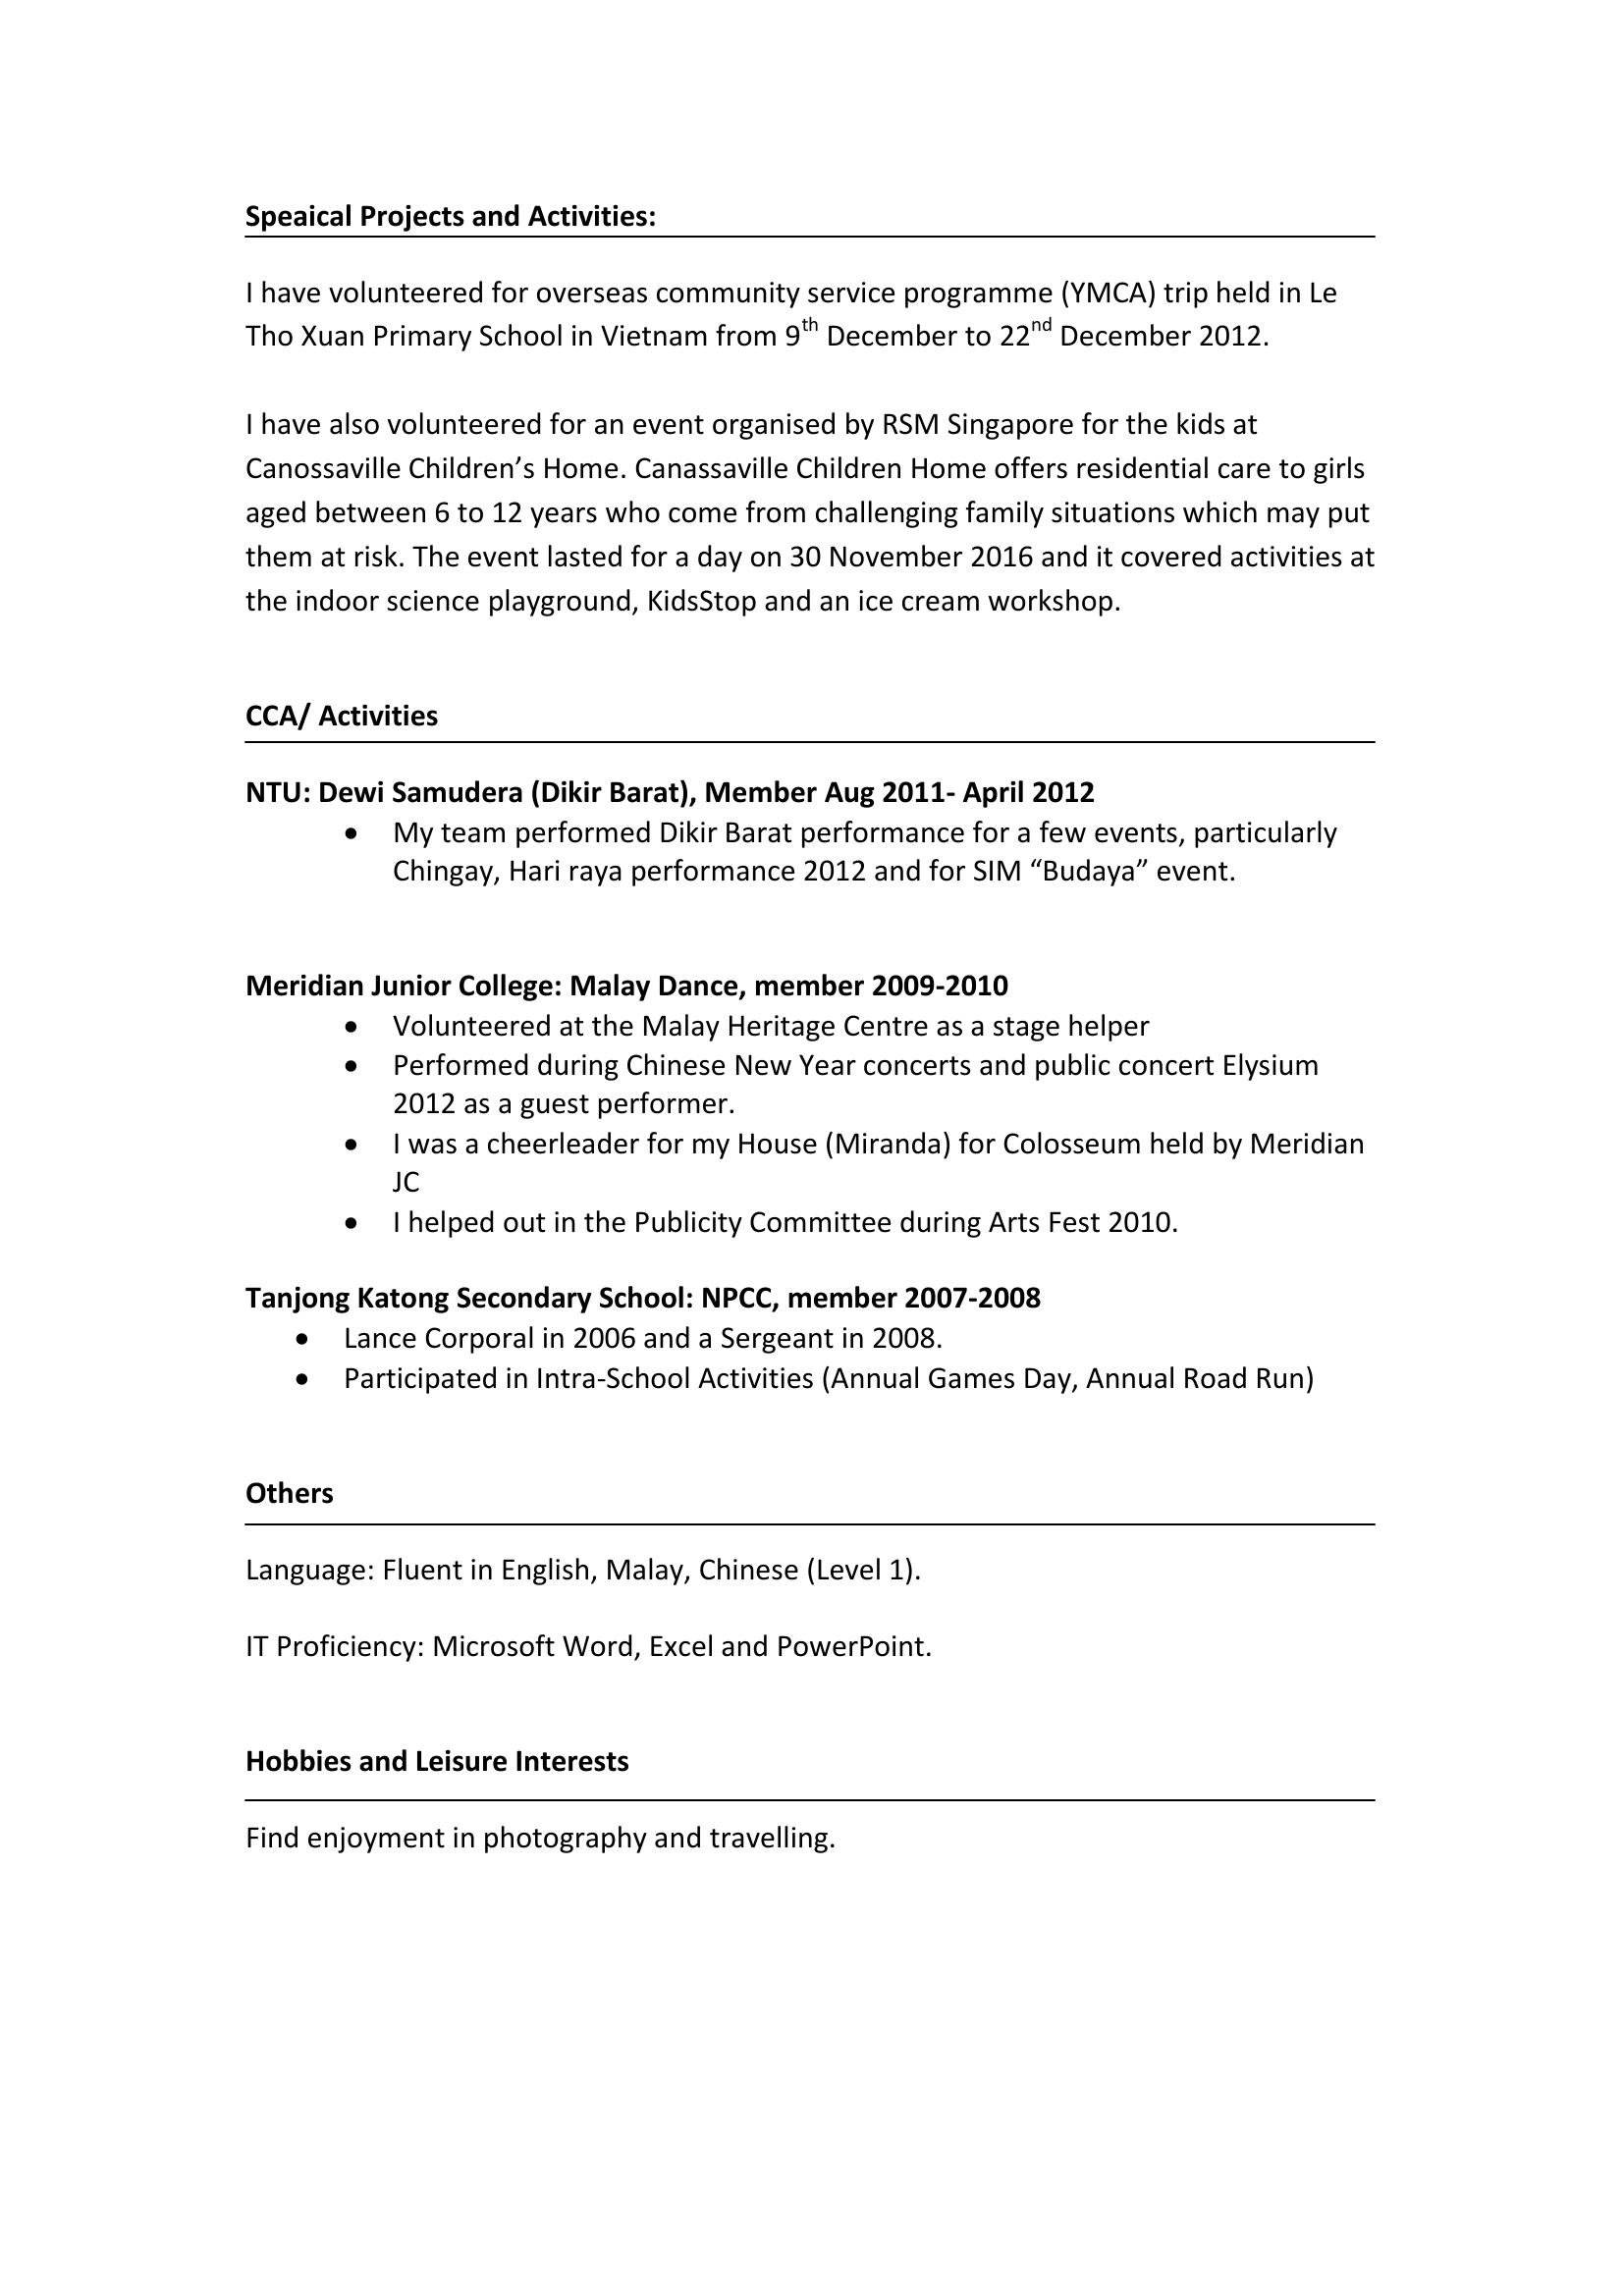 Speaical Projects and Activities:
I have volunteered for overseas community service programme (YMCA) trip held in Le
Tho Xuan Primary School in Vietnam from 9th December to 22nd December 2012.
I have also volunteered for an event organised by RSM Singapore for the kids at
Canossaville Children’s Home. Canassaville Children Home offers residential care to girls
aged between 6 to 12 years who come from challenging family situations which may put
them at risk. The event lasted for a day on 30 November 2016 and it covered activities at
the indoor science playground, KidsStop and an ice cream workshop.
CCA/ Activities
NTU: Dewi Samudera (Dikir Barat), Member Aug 2011- April 2012
• My team performed Dikir Barat performance for a few events, particularly
Chingay, Hari raya performance 2012 and for SIM “Budaya” event.
Meridian Junior College: Malay Dance, member 2009-2010
• Volunteered at the Malay Heritage Centre as a stage helper
• Performed during Chinese New Year concerts and public concert Elysium
2012 as a guest performer.
• I was a cheerleader for my House (Miranda) for Colosseum held by Meridian
JC
• I helped out in the Publicity Committee during Arts Fest 2010.
Tanjong Katong Secondary School: NPCC, member 2007-2008
• Lance Corporal in 2006 and a Sergeant in 2008.
• Participated in Intra-School Activities (Annual Games Day, Annual Road Run)
Others
Language: Fluent in English, Malay, Chinese (Level 1).
IT Proficiency: Microsoft Word, Excel and PowerPoint.
Hobbies and Leisure Interests
Find enjoyment in photography and travelling.